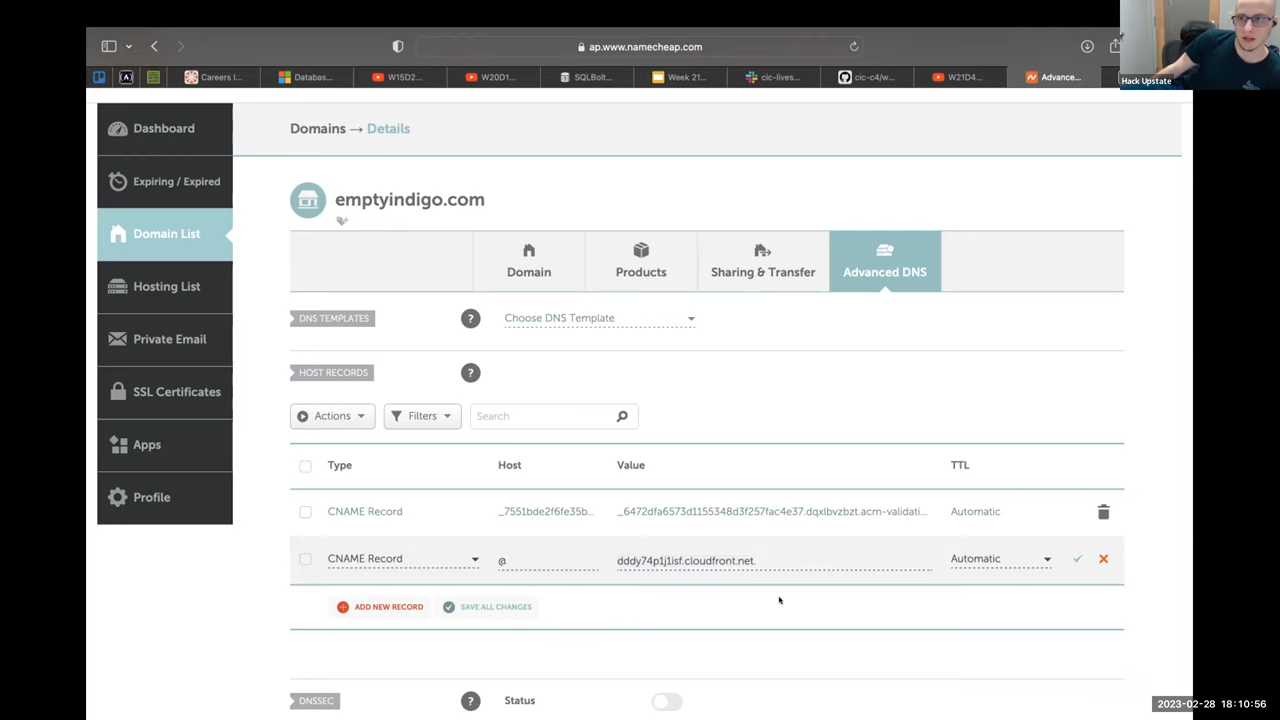 ap.www.namecheap.com
Careers I...
Databas...
W15D2...
W20D1...
SQLBolt...
Week 21...
cic-lives...
cic-c4/w...
W21D4...
Advance...
Hack Upstate
Dashboard
Expiring / Expired
Domain List
Hosting List
Private Email
SSL Certificates
Apps
Profile
Domains → Details
emptyindigo.com
Domain
Products
Sharing & Transfer
Advanced DNS
DNS TEMPLATES
?
Choose DNS Template
HOST RECORDS
?
Actions
Filters
Search
Type Host Value TTL
CNAME Record _7551bde2f6fe35b... _6472dfa6573d1155348d3f257fac4e37.dqxlbvzbzt.acm-validati... Automatic
CNAME Record @ dddy74p1j1isf.cloudfront.net. Automatic
ADD NEW RECORD SAVE ALL CHANGES
DNSSEC
?
Status
2023-02-28 18:10:56